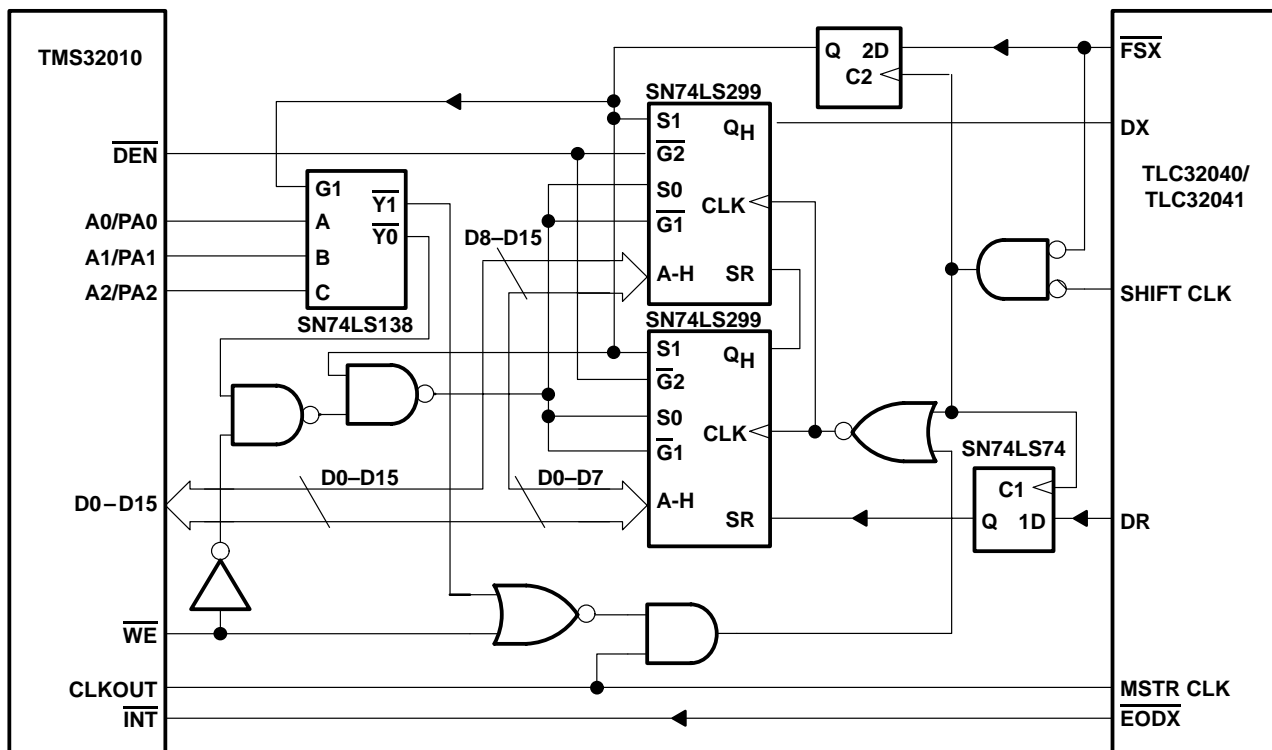 TMS32010
DEN
A0/PA0
A1/PA1
A2/PA2
D0–D15
WE
CLKOUT
INT
G1
A
B
C
Y1
Y0
SN74LS138
D8–D15
D0–D15
D0–D7
SN74LS299
S1
G2
S0
G1
A-H
QH
CLK
SR
SN74LS299
S1
G2
S0
G1
A-H
QH
CLK
SR
Q
2D
C2
SN74LS74
C1
Q
1D
FSX
DX
TLC32040/
TLC32041
SHIFT CLK
DR
MSTR CLK
EODX